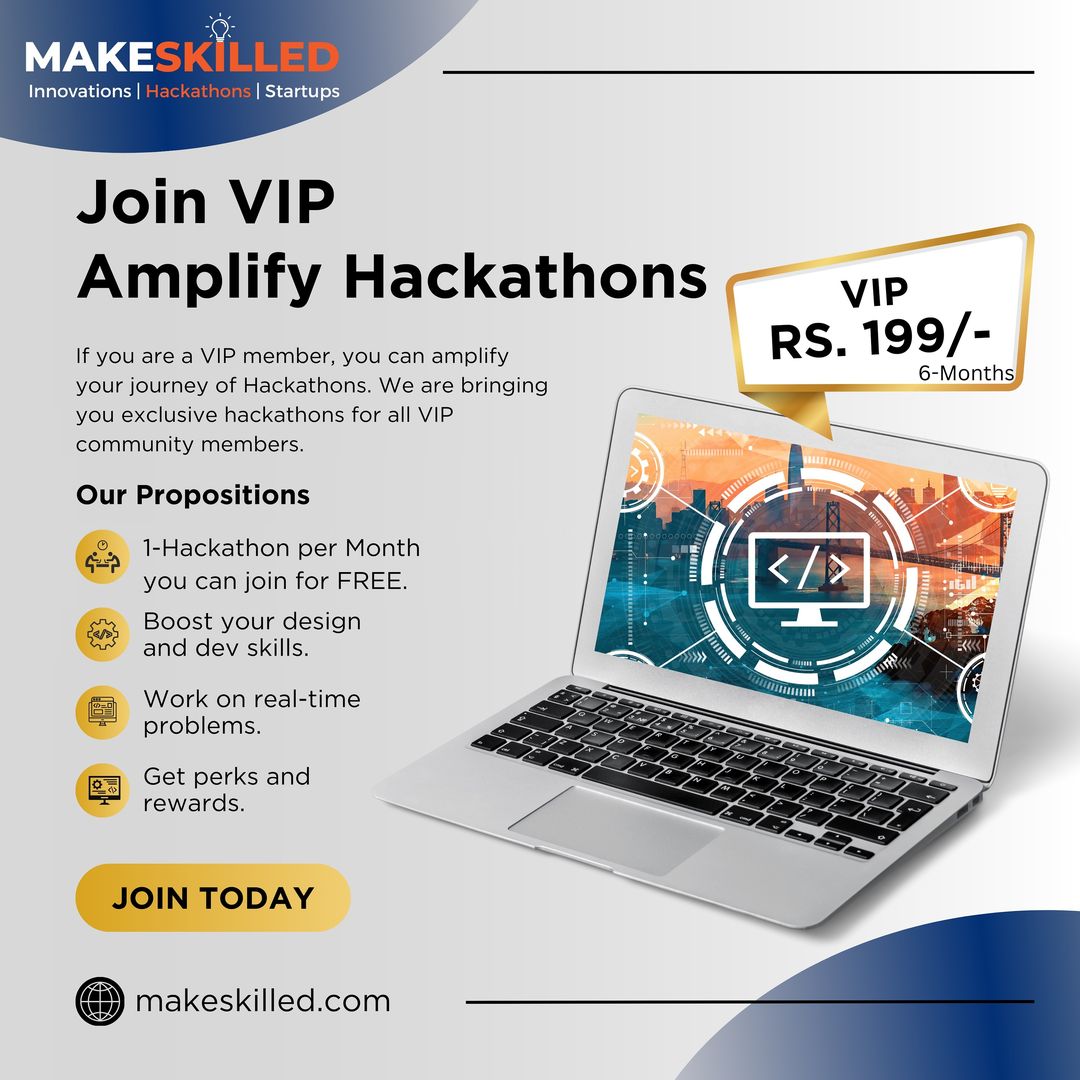 MAKESKILLED
Innovations | Hackathons | Startups
Join VIP
Amplify Hackathons
VIP
RS. 199/-
6-Months
If you are a VIP member, you can amplify
your journey of Hackathons. We are bringing
you exclusive hackathons for all VIP
community members.
Our Propositions
1-Hackathon per Month
you can join for FREE.
Boost your design
and dev skills.
Work on real-time
problems.
Get perks and
rewards.
</>
JOIN TODAY
makeskilled.com